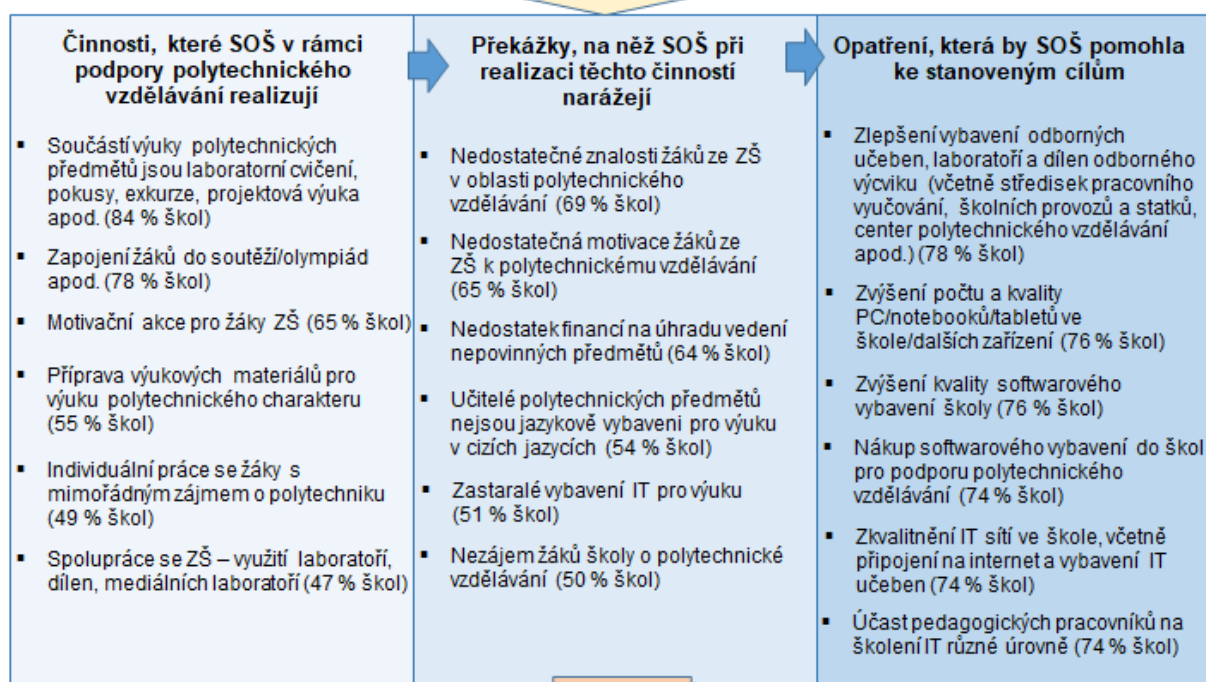 Činnosti, které SOŠ v rámci
podpory polytechnického
vzdělávání realizují
▪ Součástí výuky polytechnických
předmětů jsou laboratorní cvičení,
pokusy, exkurze, projektová výuka
apod. (84 % škol)
▪ Zapojení žáků do soutěží/olympiád
apod. (78 % škol)
▪ Motivační akce pro žáky ZŠ (65 % škol)
▪ Příprava výukových materiálů pro
výuku polytechnického charakteru
(55 % škol)
▪ Individuální práce se žáky s
mimořádným zájmem o polytechniku
(49 % škol)
▪ Spolupráce se ZŠ – využití laboratoří,
dílen, mediálních laboratoří (47 % škol)
Překážky, na něž SOŠ při
realizaci těchto činností
narážejí
▪ Nedostatečné znalosti žáků ze ZŠ
v oblasti polytechnického
vzdělávání (69 % škol)
▪ Nedostatečná motivace žáků ze
ZŠ k polytechnickému vzdělávání
(65 % škol)
▪ Nedostatek financí na úhradu vedení
nepovinných předmětů (64 % škol)
▪ Učitelé polytechnických předmětů
nejsou jazykově vybaveni pro výuku
v cizích jazycích (54 % škol)
▪ Zastaralé vybavení IT pro výuku
(51 % škol)
▪ Nezájem žáků školy o polytechnické
vzdělávání (50 % škol)
Opatření, která by SOŠ pomohla
ke stanoveným cílům
▪ Zlepšení vybavení odborných
učeben, laboratoří a dílen odborného
výcviku (včetně středisek pracovního
vyučování, školních provozů a statků,
center polytechnického vzdělávání
apod.) (78 % škol)
▪ Zvýšení počtu a kvality
PC/notebooků/tabletů ve
škole/dalších zařízení (76 % škol)
▪ Zvýšení kvality softwarového
vybavení školy (76 % škol)
▪ Nákup softwarového vybavení do škol
pro podporu polytechnického
vzdělávání (74 % škol)
▪ Zkvalitnění IT sítí ve škole, včetně
připojení na internet a vybavení IT
učeben (74 % škol)
▪ Účast pedagogických pracovníků na
školení IT různé úrovně (74 % škol)